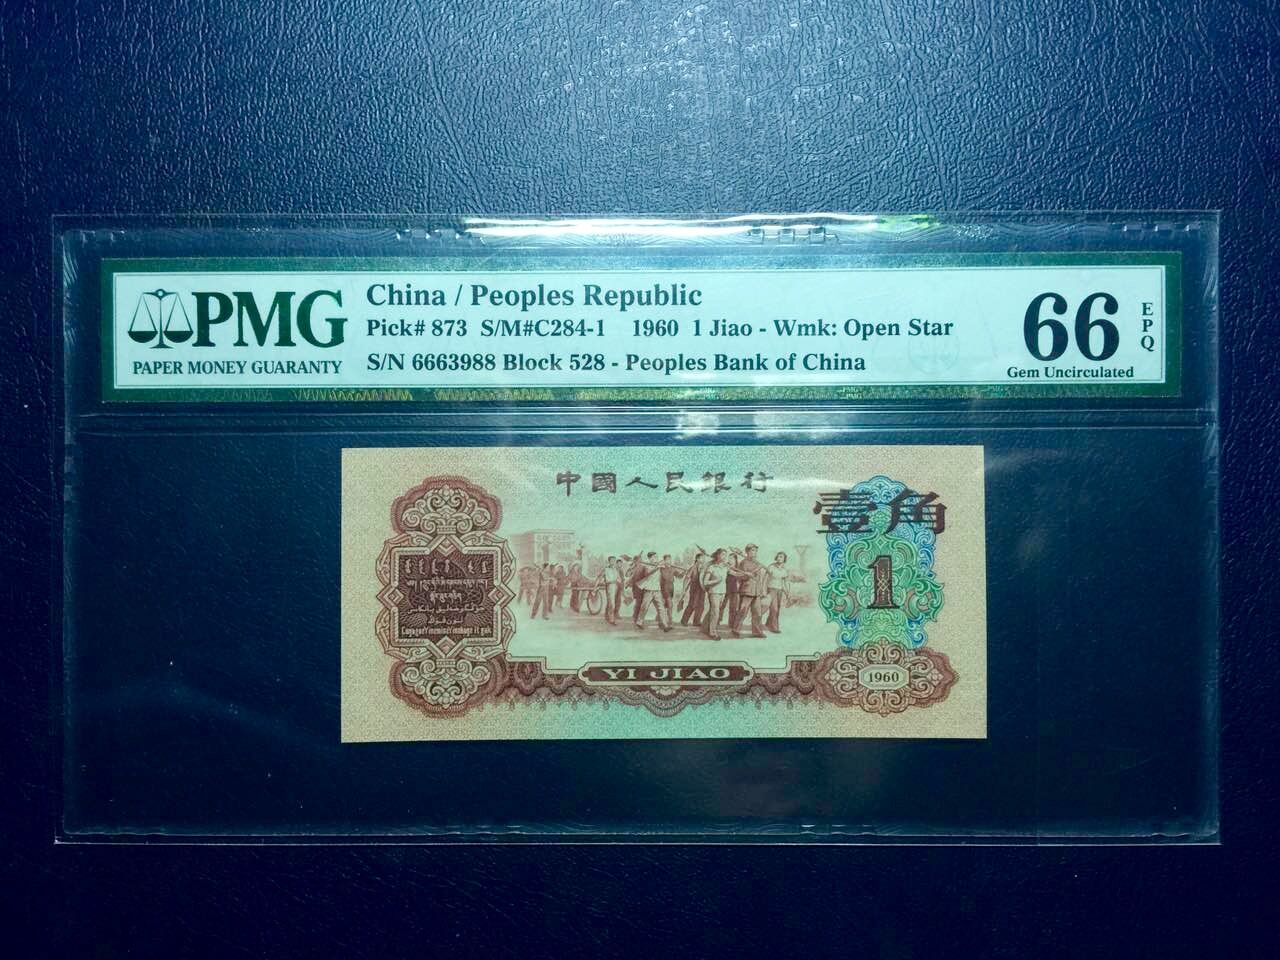 PMG
PAPER MONEY GUARANTY
China / Peoples Republic
Pick# 873 S/M#C284-1 1960 1 Jiao - Wmk: Open Star
S/N 6663988 Block 528 - Peoples Bank of China
66
EPQ
Gem Uncirculated
中國人民銀行
壹角
1
YI JIAO
1960